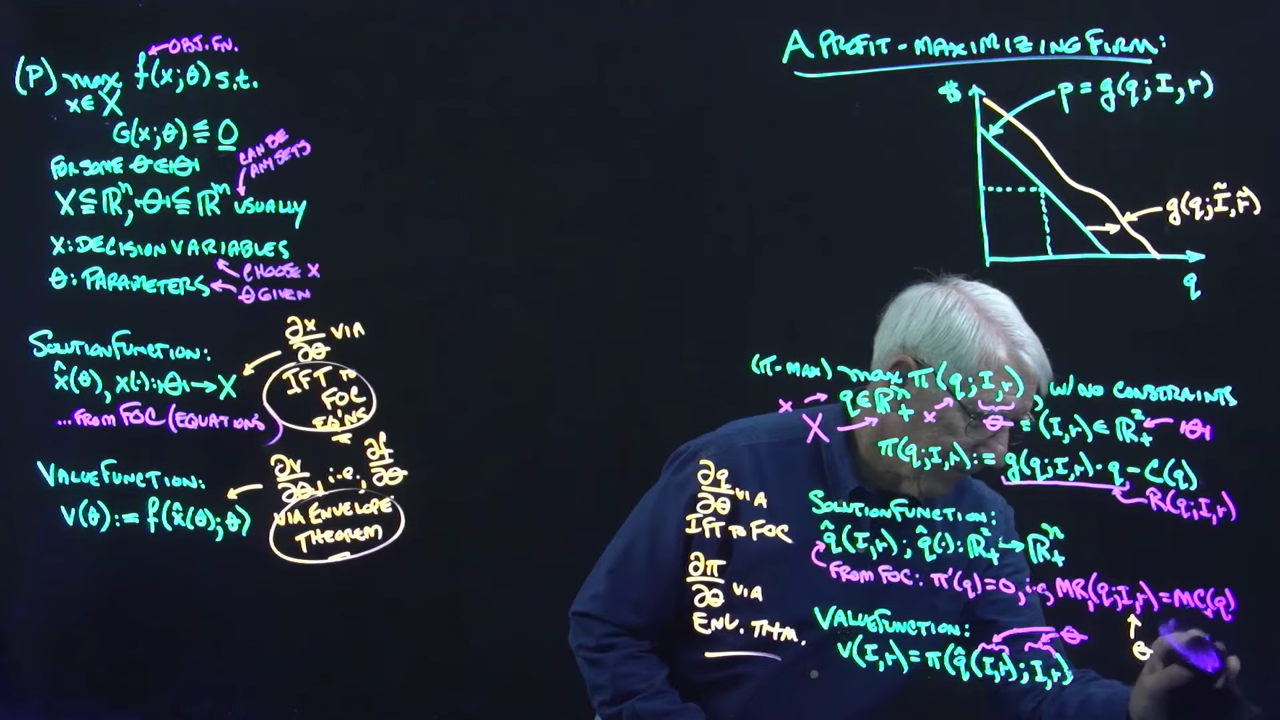 OBJ. FN.
(P) max f(x;θ) s.t.
x∈X
G(x;θ) ≦ 0
FOR SOME θ∈Θ
CAN BE ANY SETS
X ⊆ ℝⁿ, Θ ⊆ ℝᵐ USUALLY
X: DECISION VARIABLES
CHOOSE X
θ: PARAMETERS
θ GIVEN
SOLUTION FUNCTION:
x̂(θ), x(·): Θ → X
...FROM FOC (EQUATIONS)
∂x/∂θ VIA
IFT TO
FOC
EQ'NS
VALUE FUNCTION:
v(θ) := f(x̂(θ);θ)
∂v/∂θ, i.e., ∂f/∂θ
VIA ENVELOPE
THEOREM
A PROFIT-MAXIMIZING FIRM:
$
p = g(q;I,r)
g(q;Ĩ,r̃)
q
(π-MAX) max π(q;I,r), W/ NO CONSTRAINTS
x → q∈ℝⁿ₊ x θ = (I,r) ∈ ℝ²₊ ← Θ
X
π(q;I,r) := g(q;I,r)·q − C(q)
R(q;I,r)
SOLUTION FUNCTION:
q̂(I,r); q̂(·): ℝ²₊ → ℝⁿ₊
FROM FOC: π'(q)=0, i.e., MR(q;I,r)=MC(q)
θ
VALUE FUNCTION:
θ
v(I,r) = π(q̂(I,r);I,r)
∂q/∂θ VIA
IFT TO FOC
∂π/∂θ VIA
ENV. THM.